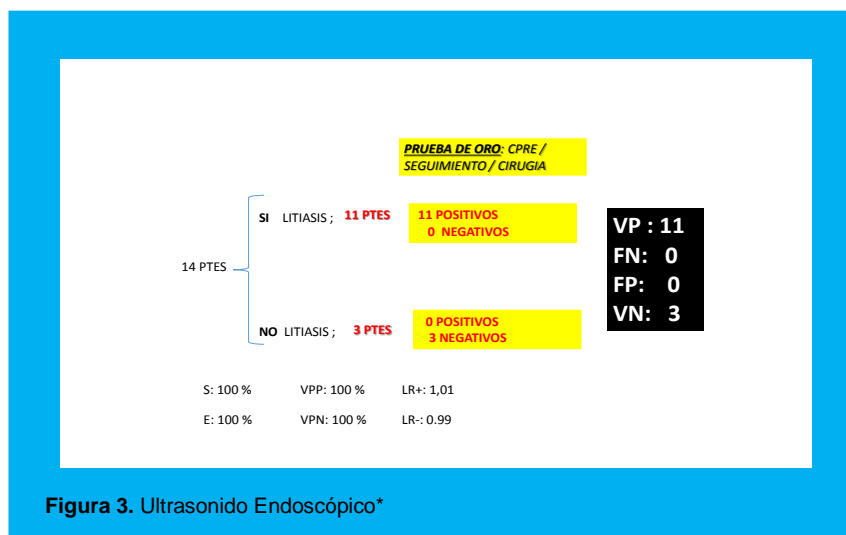 PRUEBA DE ORO: CPRE /
SEGUIMIENTO / CIRUGIA
SI LITIASIS ; 11 PTES
11 POSITIVOS
0 NEGATIVOS
14 PTES
NO LITIASIS ; 3 PTES
0 POSITIVOS
3 NEGATIVOS
VP : 11
FN: 0
FP: 0
VN: 3
S: 100 % VPP: 100 % LR+: 1,01
E: 100 % VPN: 100 % LR-: 0.99
Figura 3. Ultrasonido Endoscópico*